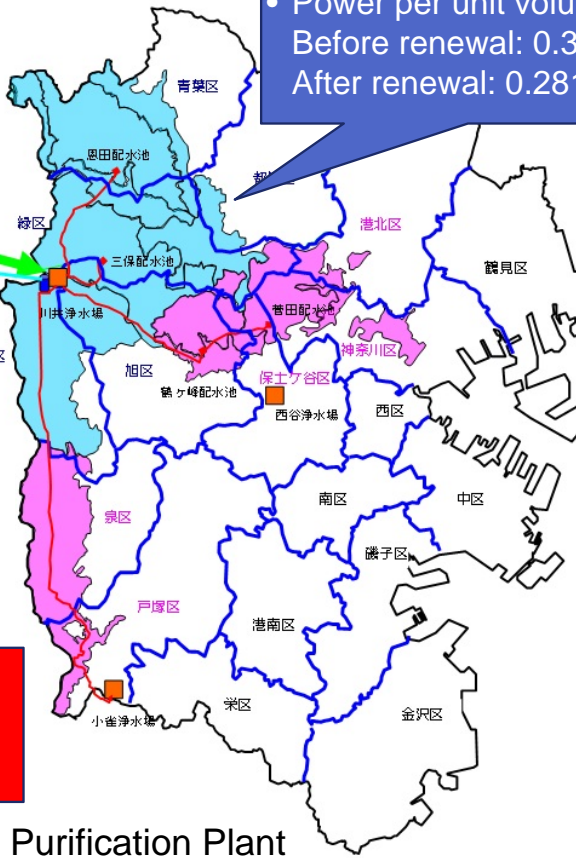 • Power per unit volu
Before renewal: 0.3
After renewal: 0.281
青葉区
恩田配水池
緑区
港北区
鶴見区
三保配水池
川井浄水場
菅田配水池
神奈川区
旭区
鶴ヶ峰配水池
保土ケ谷区
西谷浄水場
西区
南区
中区
泉区
磯子区
戸塚区
港南区
栄区
小雀浄水場
金沢区
Purification Plant